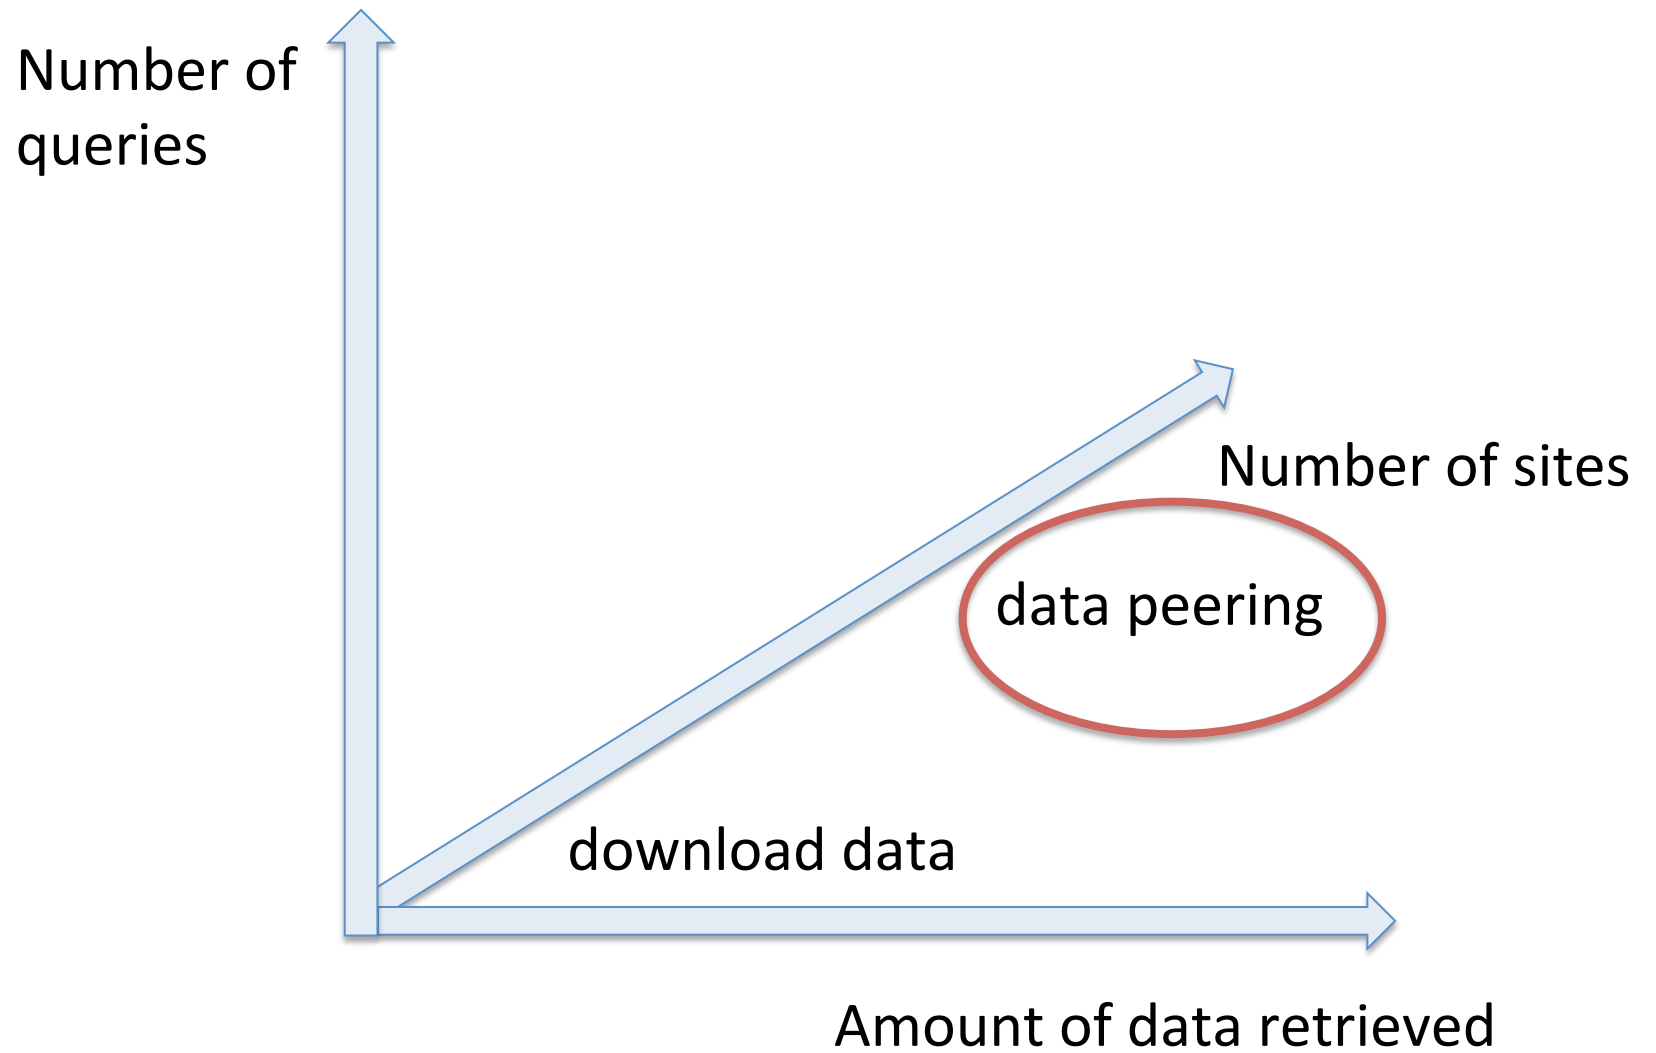 Number of
queries
Number of sites
data peering
download data
Amount of data retrieved